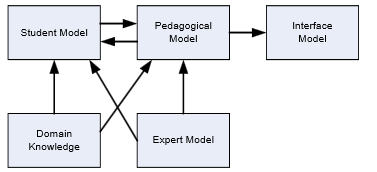 Student Model
Pedagogical
Model
Interface
Model
Domain
Knowledge
Expert Model